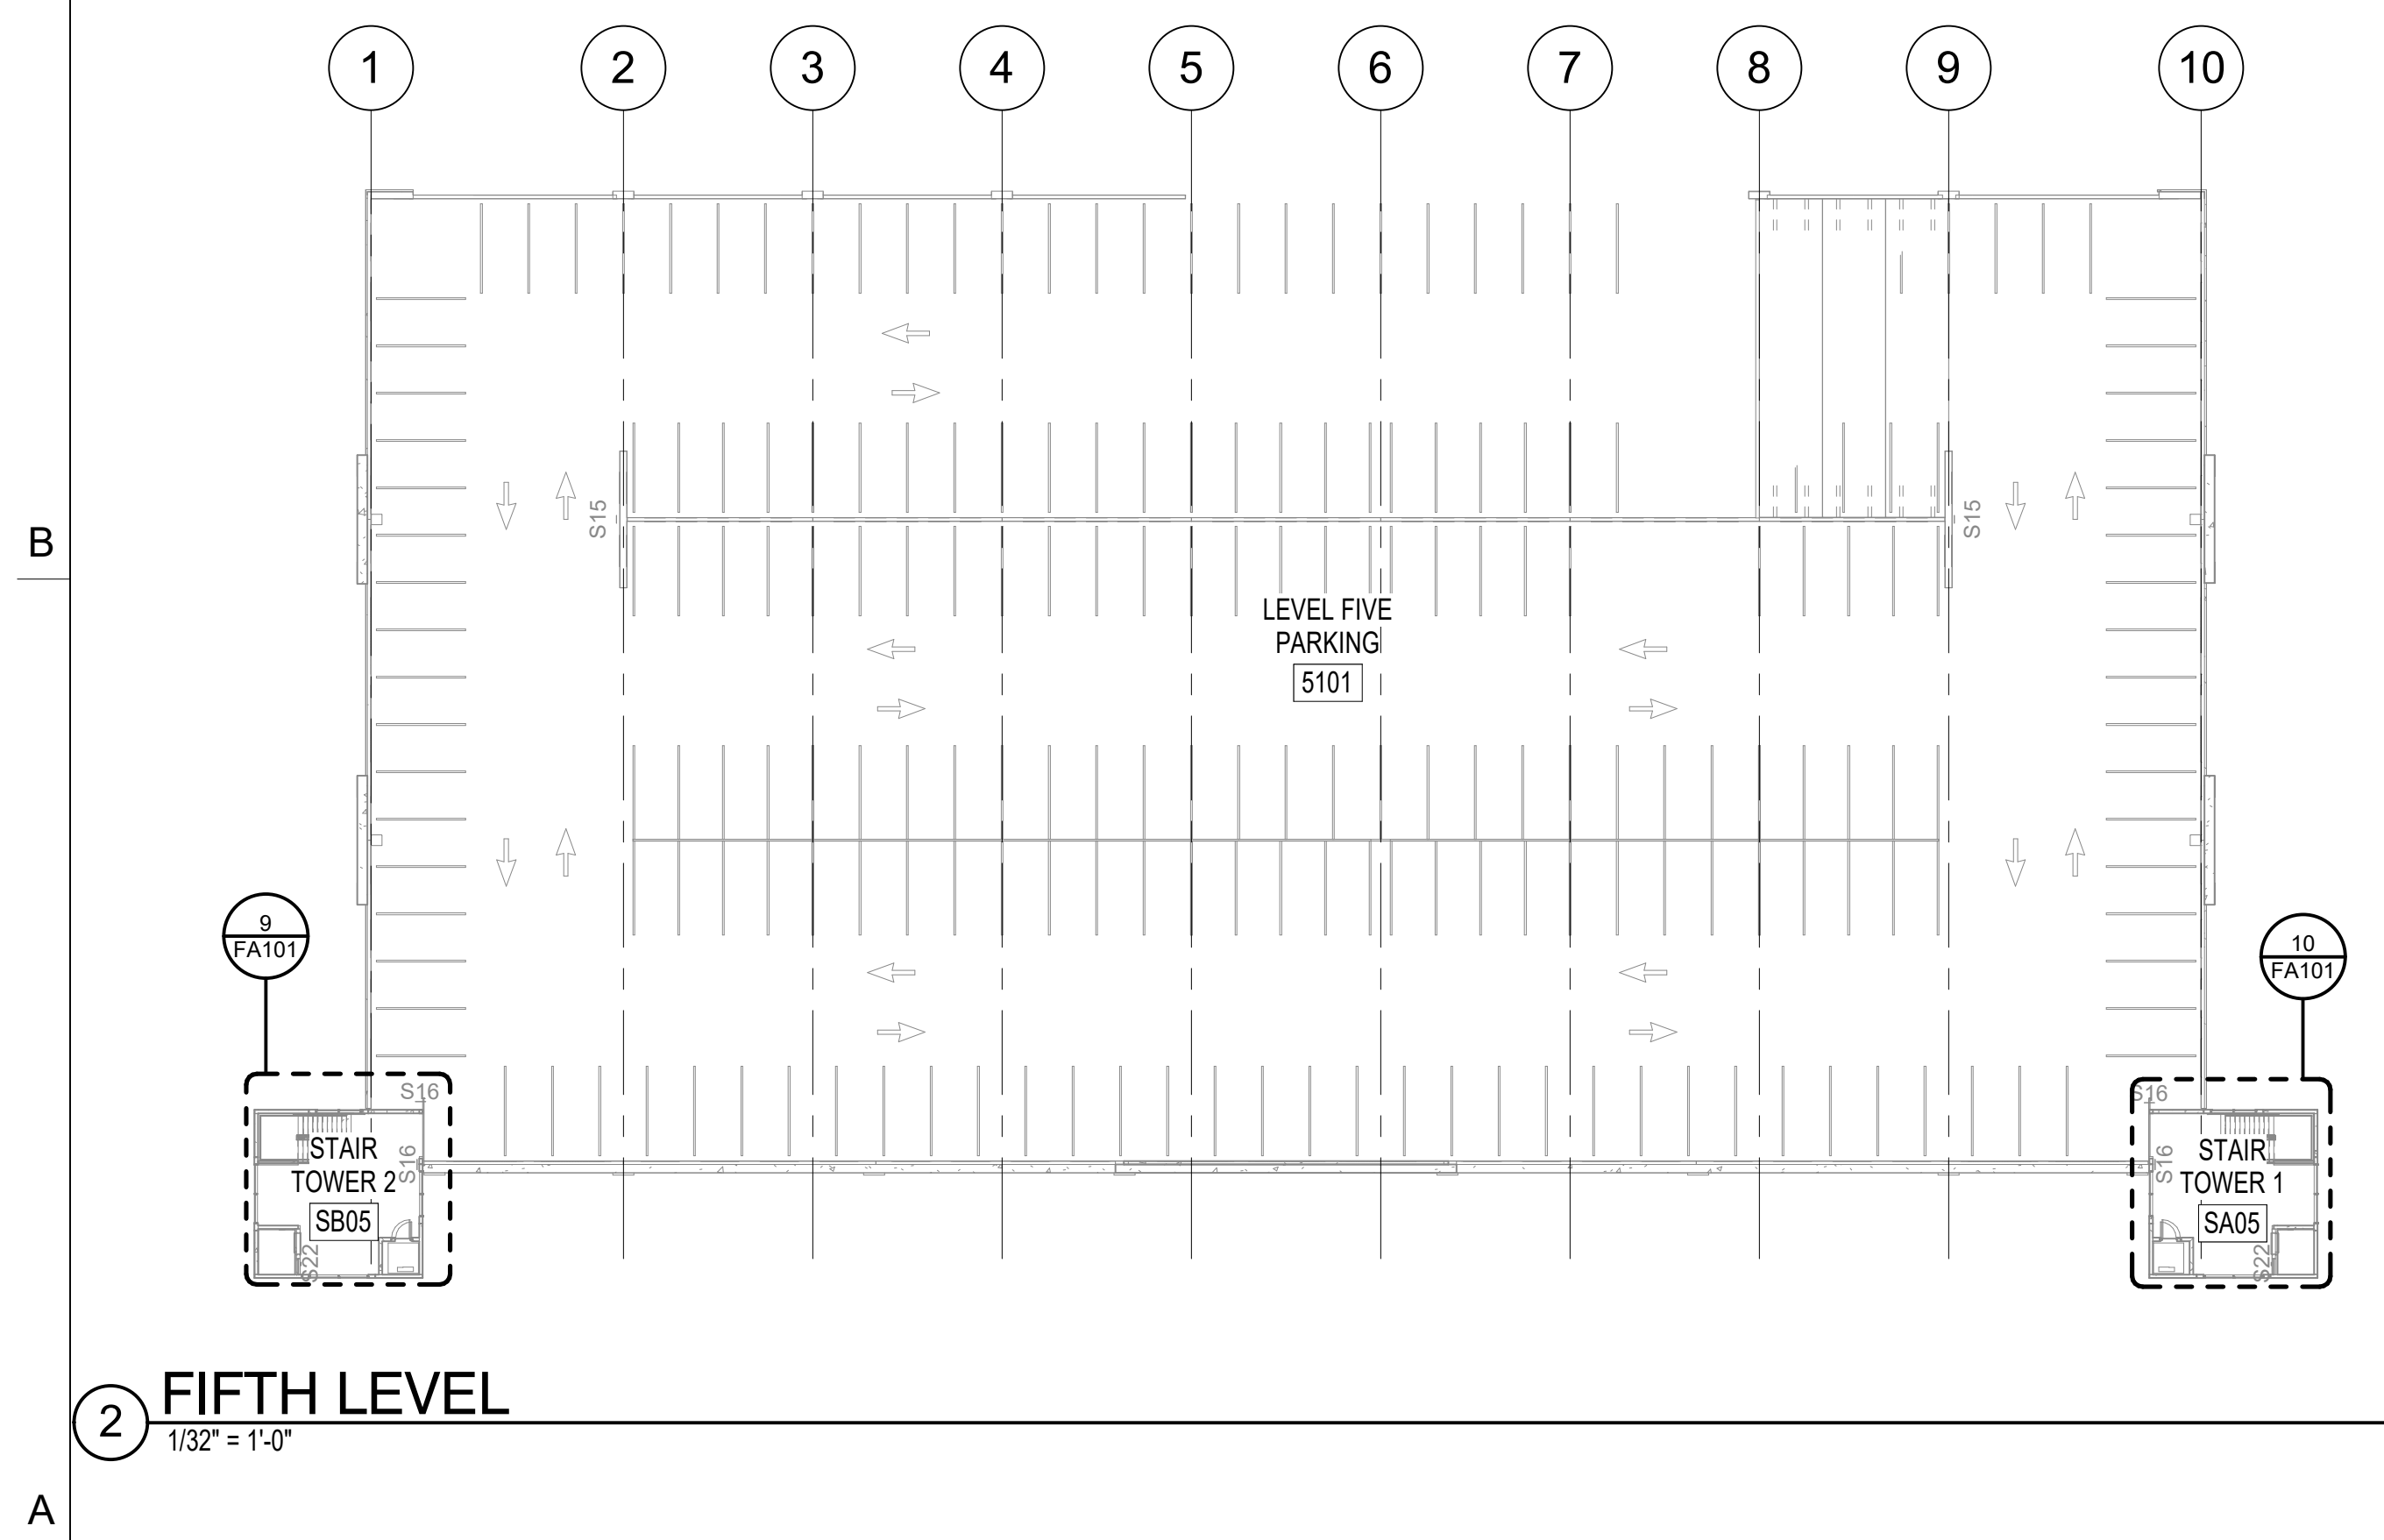 1 2 3 4 5 6 7 8 9 10
B
S15
S15
LEVEL FIVE
PARKING
5101
9
FA101
10
FA101
S16
STAIR
TOWER 2
S16
SB05
S22
S16
STAIR
TOWER 1
S16
SA05
S22
2
FIFTH LEVEL
1/32" = 1'-0"
A